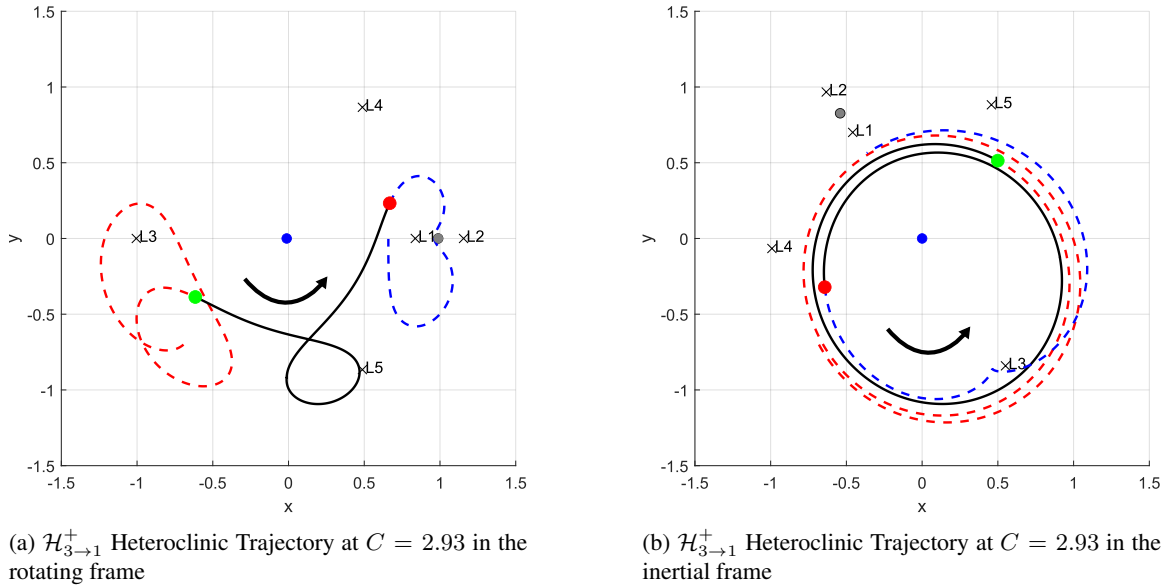 1.5
1
0.5
0
-0.5
-1
-1.5
y
-1.5
-1
-0.5
0
0.5
1
1.5
x
L4
L3
L1
L2
L5
1.5
1
0.5
0
-0.5
-1
-1.5
y
-1.5
-1
-0.5
0
0.5
1
1.5
x
L2
L5
L1
L4
L3
(a) $\mathcal{H}^{+}_{3\to1}$ Heteroclinic Trajectory at $C = 2.93$ in the
rotating frame
(b) $\mathcal{H}^{+}_{3\to1}$ Heteroclinic Trajectory at $C = 2.93$ in the
inertial frame